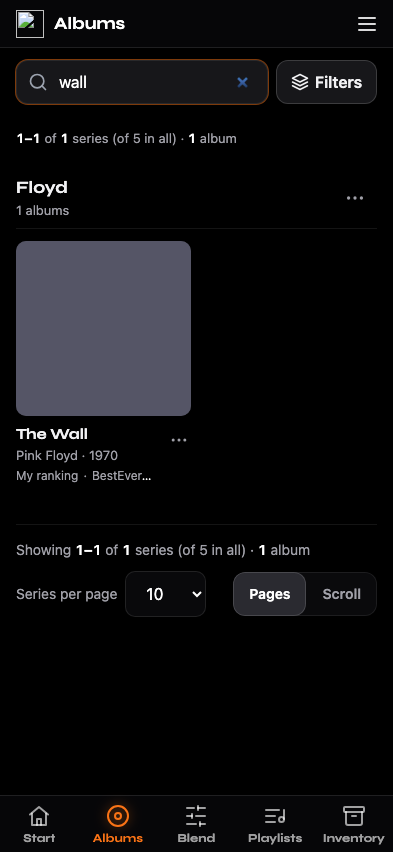 Albums
wall
Filters
1–1 of 1 series (of 5 in all) · 1 album
Floyd
1 albums
The Wall
Pink Floyd · 1970
My ranking · BestEver...
Showing 1–1 of 1 series (of 5 in all) · 1 album
Series per page 10 Pages Scroll
Start Albums Blend Playlists Inventory